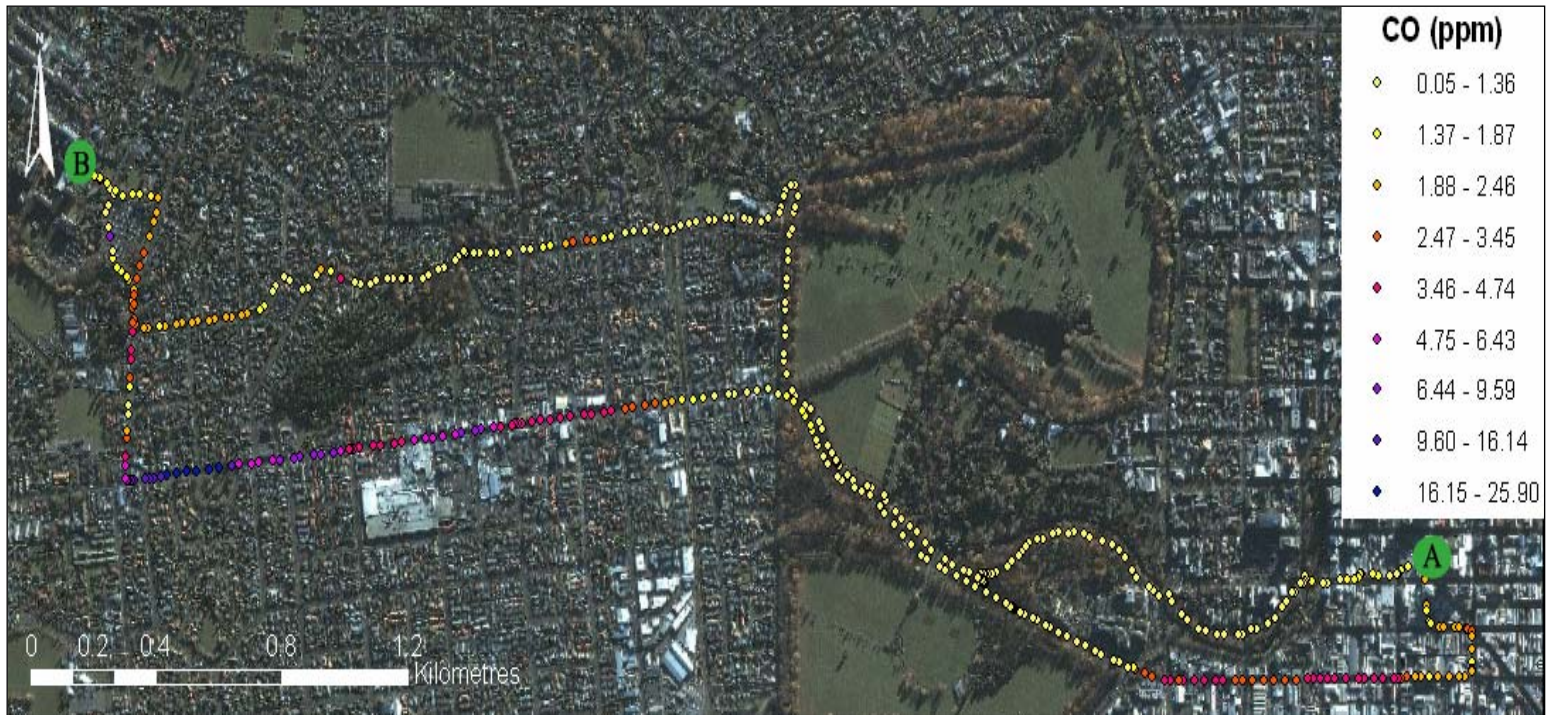 CO (ppm)
0.05 - 1.36
1.37 - 1.87
1.88 - 2.46
2.47 - 3.45
3.46 - 4.74
4.75 - 6.43
6.44 - 9.59
9.60 - 16.14
16.15 - 25.90
N
B
A
0 0.2 0.4 0.8 1.2
Kilometres